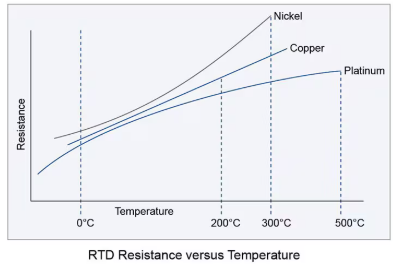 Nickel
Copper
Platinum
Resistance
Temperature
0°C
200°C
300°C
500°C
RTD Resistance versus Temperature